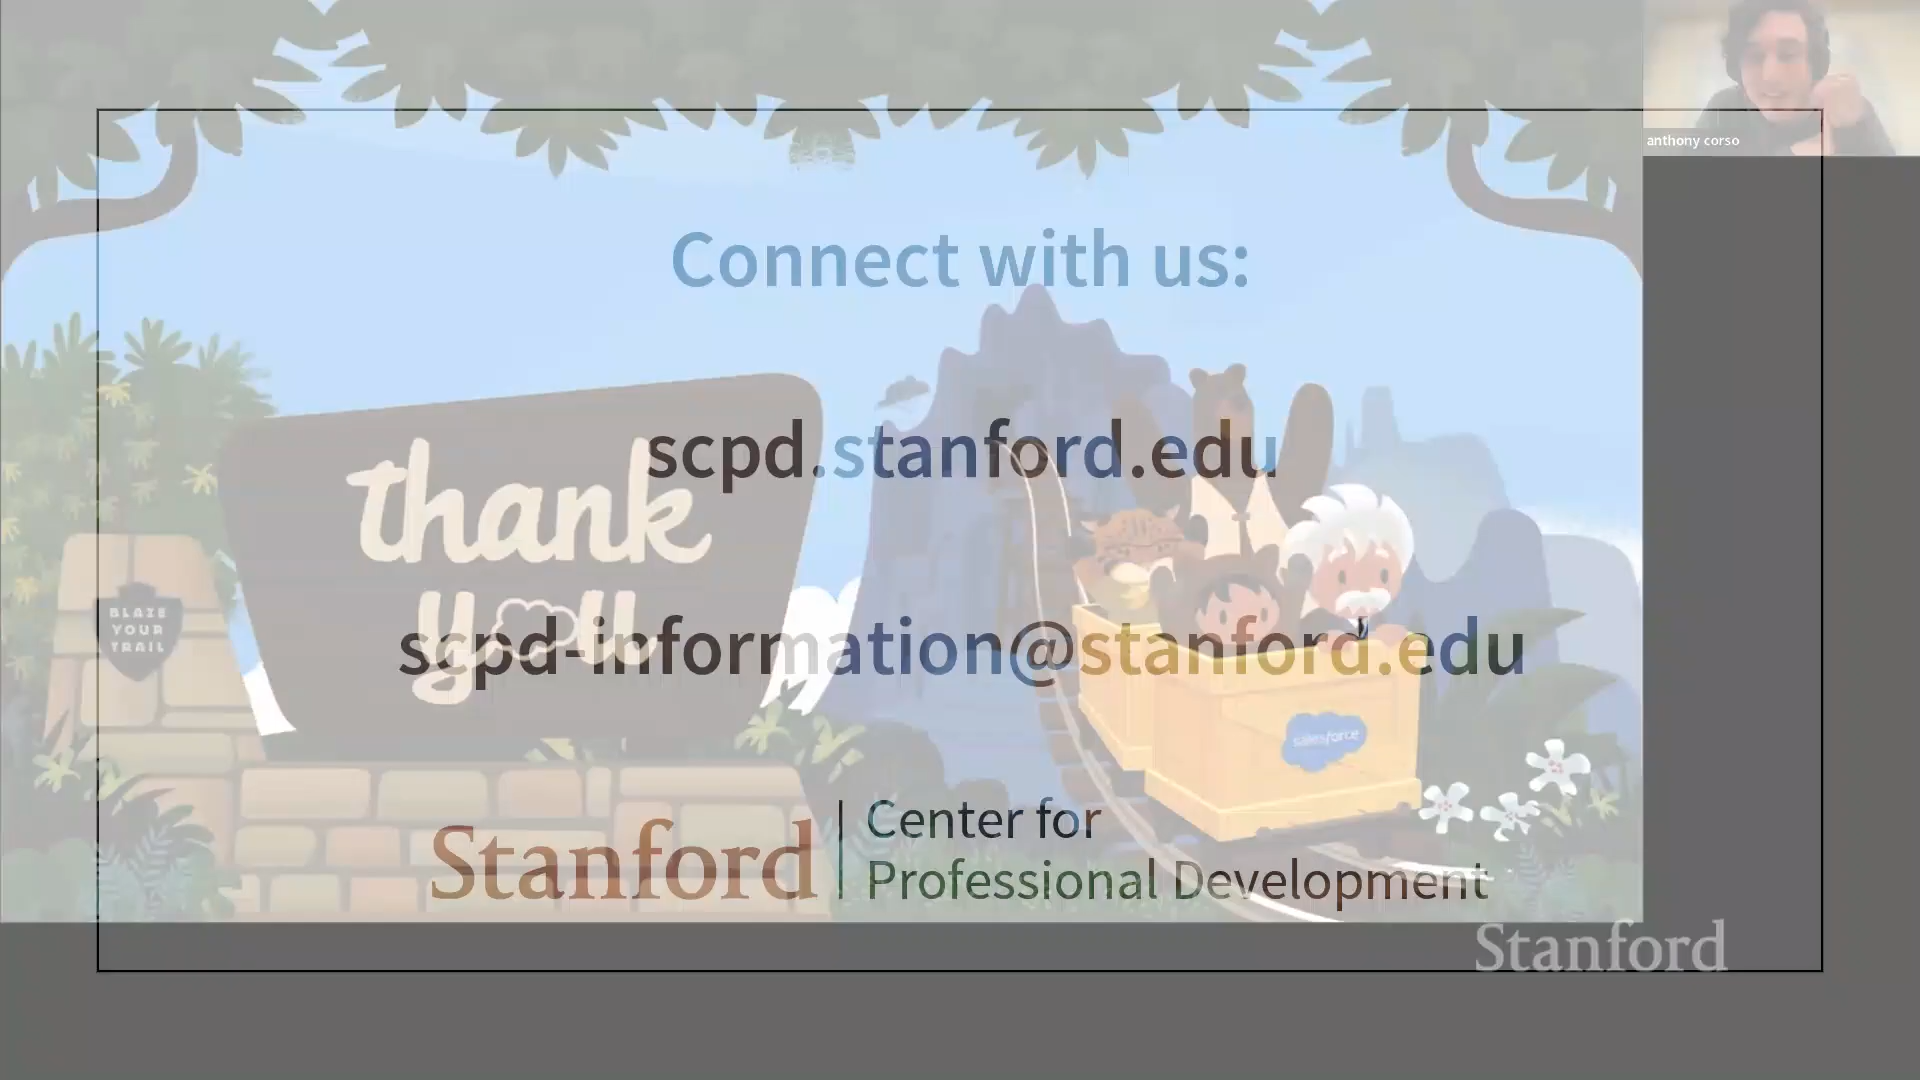 anthony corso
Connect with us:
scpd.stanford.edu
thank
you
BLAZE
YOUR
TRAIL
scpd-information@stanford.edu
salesforce
Stanford
Center for
Professional Development
Stanford